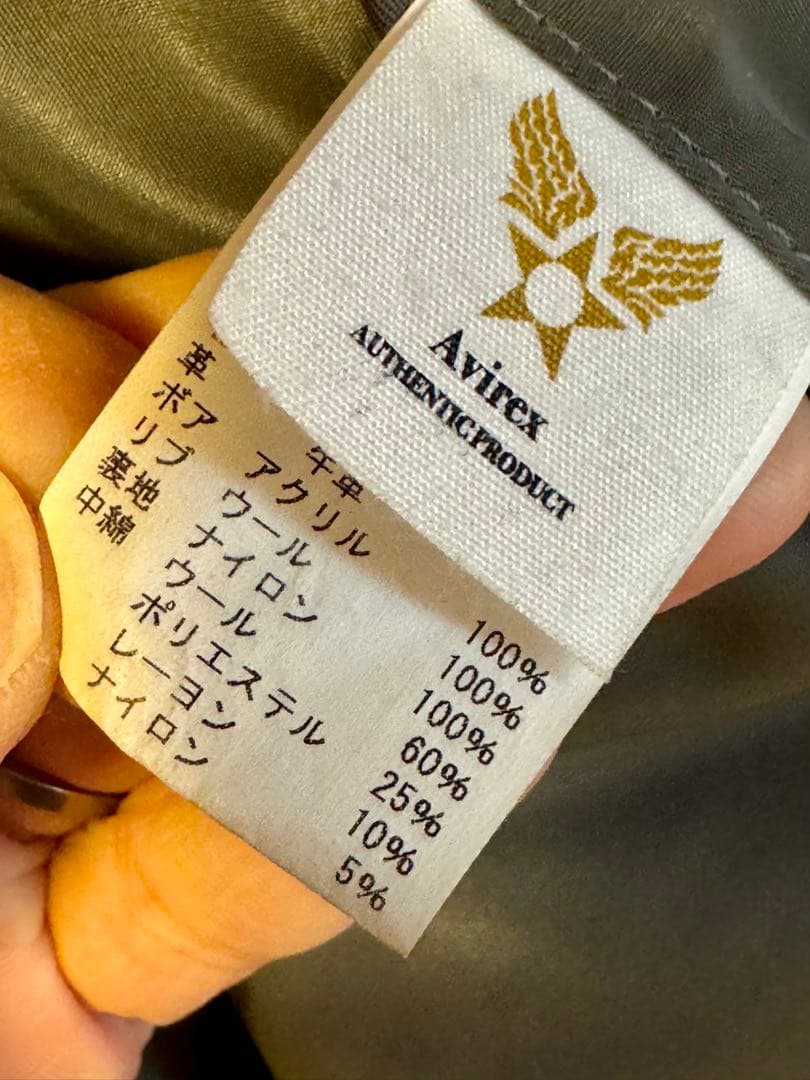 Avirex
AUTHENTIC PRODUCT
革 牛革
ボア アクリル 100%
リブ ウール 100%
裏地 ナイロン 100%
中綿 ウール 60%
ポリエステル 25%
レーヨン 10%
ナイロン 5%